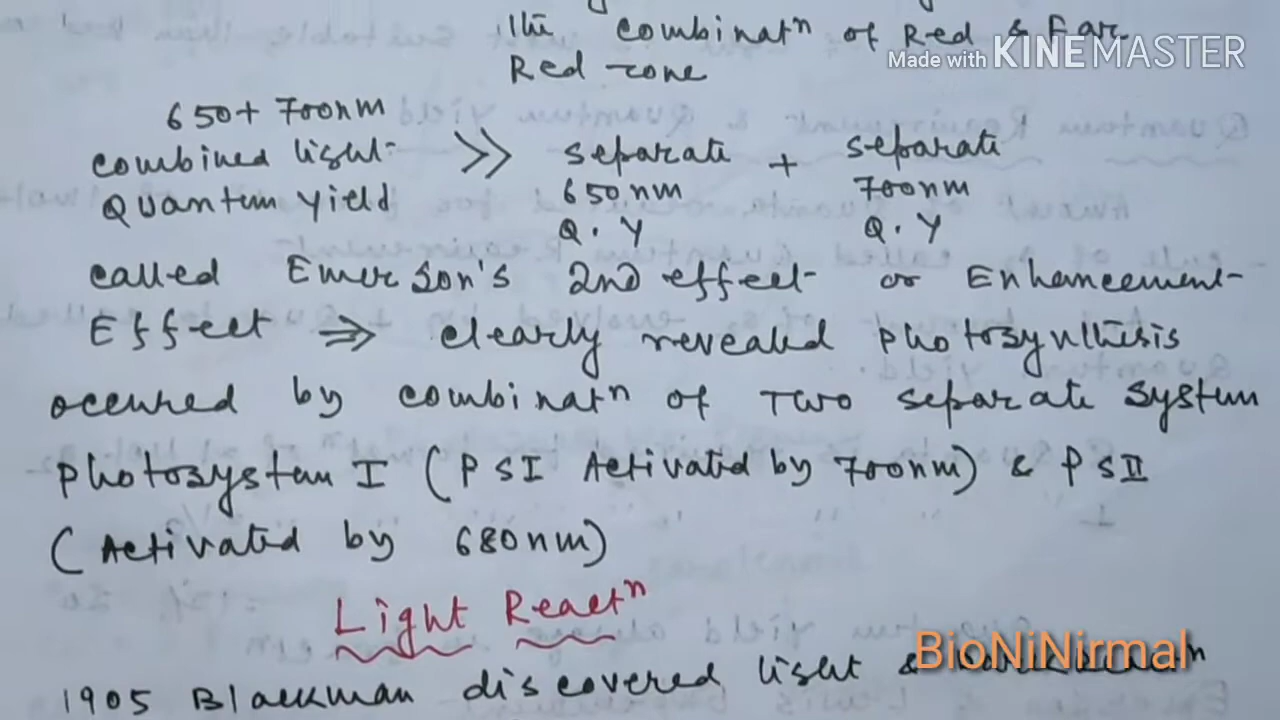 The combinatn of Red & Far
Red zone
Made with KINEMASTER
650 + 700nm
combined light
Quantum yield
>>
separate
650nm
Q. Y
+
separate
700nm
Q. Y
called Emerson's 2nd effect or Enhancement
Effect ⇒ clearly revealed photosynthesis
occured by combinatn of Two separate system
photosystem I (PSI Activated by 700nm) & PSII
(Activated by 680nm)
Light Reactn
1905 Blackman discovered light &
BioNiNirmal